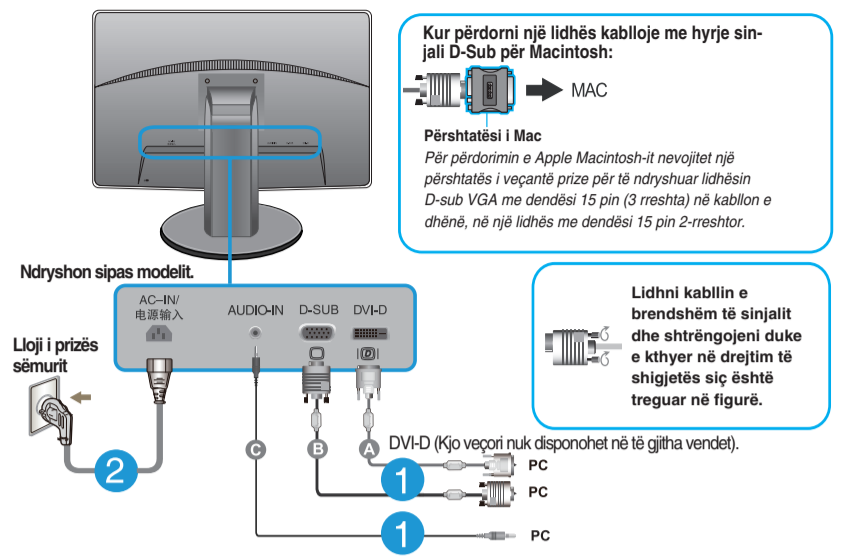 Kur përdorni një lidhës kablloje me hyrje sin-
jali D-Sub për Macintosh:
MAC
Përshtatësi i Mac
Për përdorimin e Apple Macintosh-it nevojitet një
përshtatës i veçantë prize për të ndryshuar lidhësin
D-sub VGA me dendësi 15 pin (3 rreshta) në kabllon e
dhënë, në një lidhës me dendësi 15 pin 2-rreshtor.
Ndryshon sipas modelit.
AC-IN/
电源输入
AUDIO-IN
D-SUB
DVI-D
Lloji i prizës
sëmurit
Lidhni kabllin e
brendshëm të sinjalit
dhe shtrëngojeni duke
e kthyer në drejtim të
shigjetës siç është
treguar në figurë.
C
B
A
DVI-D (Kjo veçori nuk disponohet në të gjitha vendet).
2
1
PC
PC
1
PC